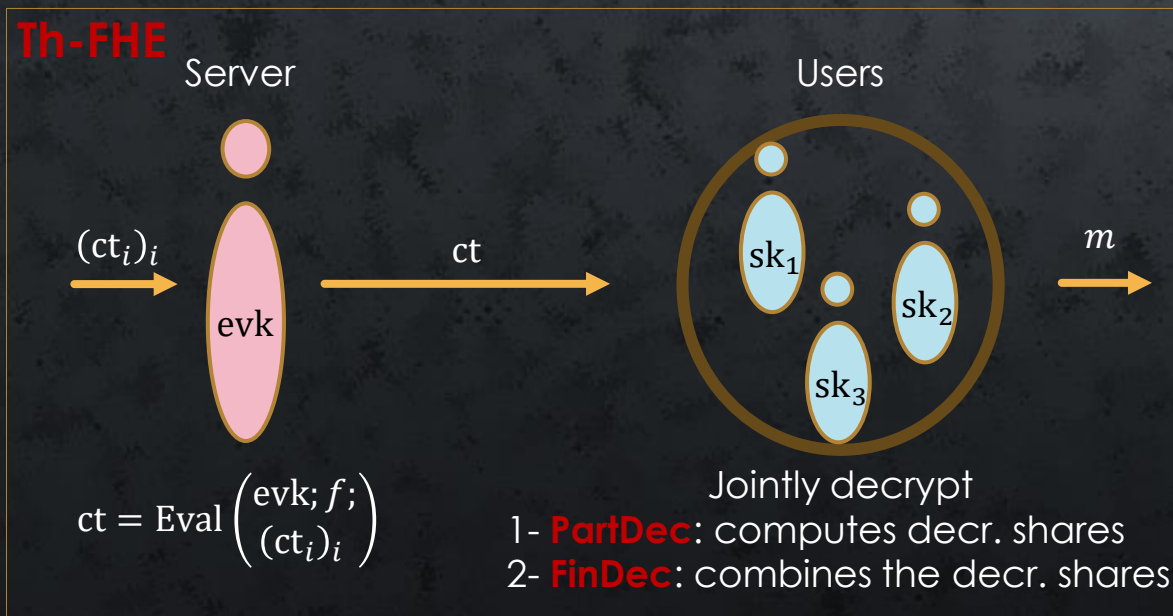 Th-FHE
Server
Users
(ct_i)_i
evk
ct
sk_1
sk_2
sk_3
m
ct = Eval(evk; f;
(ct_i)_i)
Jointly decrypt
1- PartDec: computes decr. shares
2- FinDec: combines the decr. shares